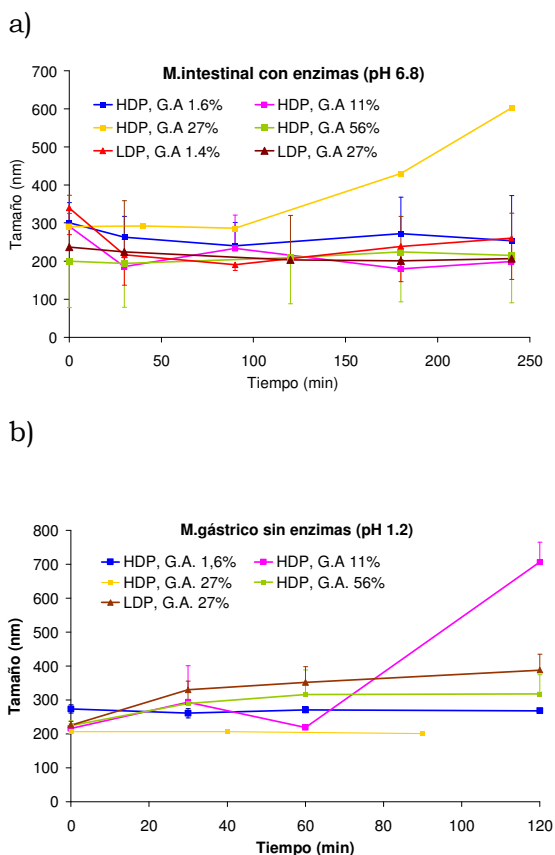 a)
M.intestinal con enzimas (pH 6.8)
HDP, G.A 1.6%
HDP, G.A 11%
HDP, G.A 27%
HDP, G.A 56%
LDP, G.A 1.4%
LDP, G.A 27%
Tamaño (nm)
700
600
500
400
300
200
100
0
0 50 100 150 200 250
Tiempo (min)
b)
M.gástrico sin enzimas (pH 1.2)
HDP, G.A. 1,6%
HDP, G.A 11%
HDP, G.A. 27%
HDP, G.A. 56%
LDP, G.A. 27%
Tamaño (nm)
800
700
600
500
400
300
200
100
0
0 20 40 60 80 100 120
Tiempo (min)